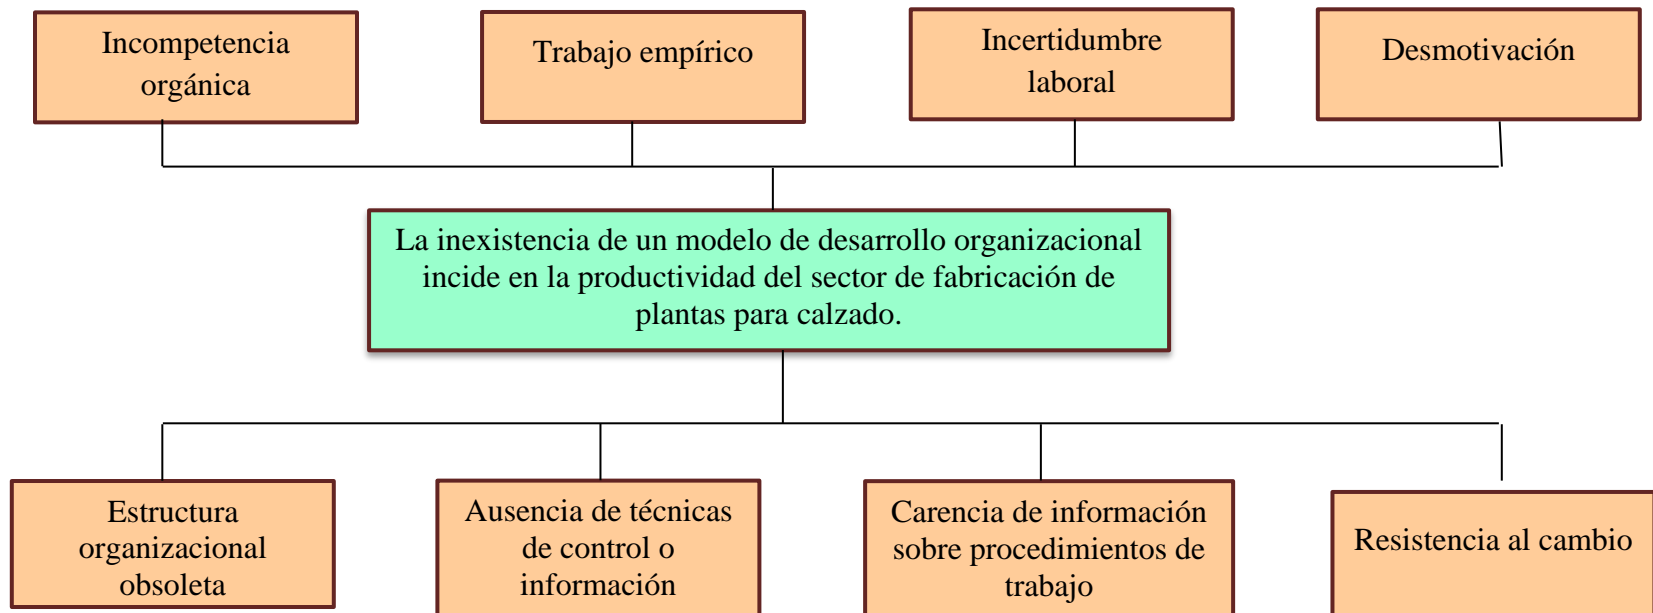 Incompetencia
orgánica
Trabajo empírico
Incertidumbre
laboral
Desmotivación
La inexistencia de un modelo de desarrollo organizacional
incide en la productividad del sector de fabricación de
plantas para calzado.
Estructura
organizacional
obsoleta
Ausencia de técnicas
de control o
información
Carencia de información
sobre procedimientos de
trabajo
Resistencia al cambio